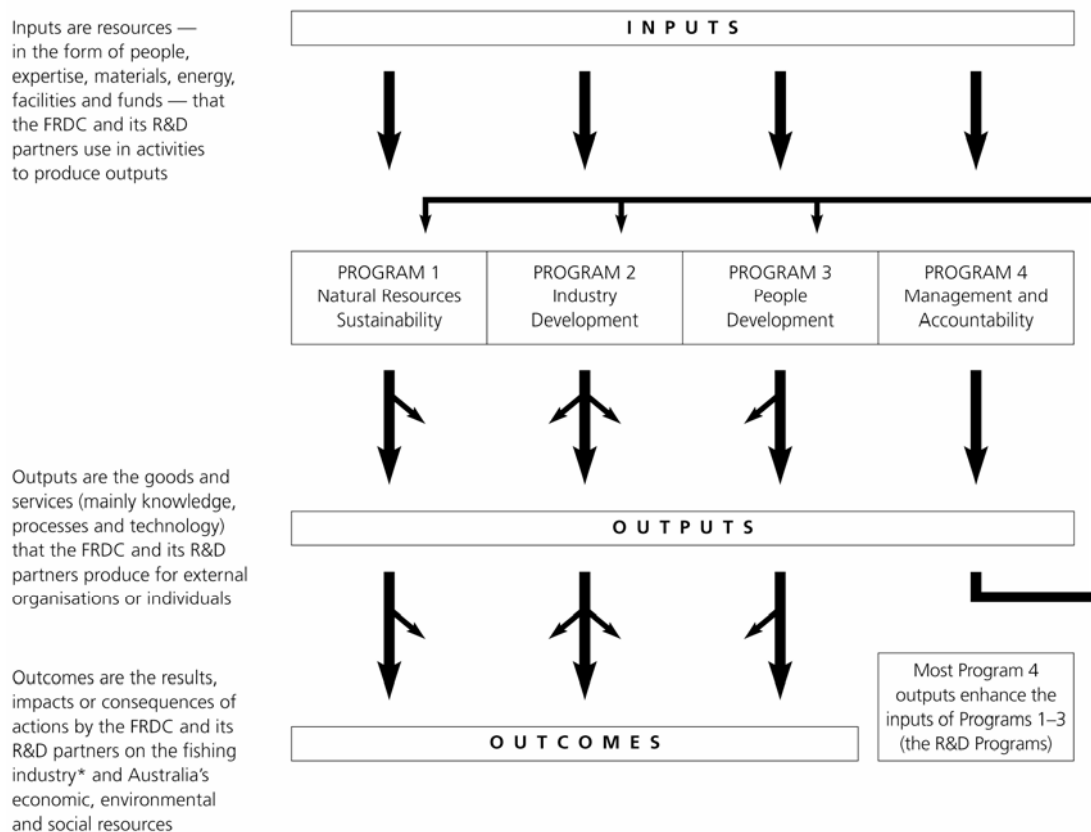 Inputs are resources —
in the form of people,
expertise, materials, energy,
facilities and funds — that
the FRDC and its R&D
partners use in activities
to produce outputs
INPUTS
PROGRAM 1
Natural Resources
Sustainability
PROGRAM 2
Industry
Development
PROGRAM 3
People
Development
PROGRAM 4
Management and
Accountability
Outputs are the goods and
services (mainly knowledge,
processes and technology)
that the FRDC and its R&D
partners produce for external
organisations or individuals
OUTPUTS
Outcomes are the results,
impacts or consequences of
actions by the FRDC and its
R&D partners on the fishing
industry* and Australia’s
economic, environmental
and social resources
OUTCOMES
Most Program 4
outputs enhance the
inputs of Programs 1–3
(the R&D Programs)